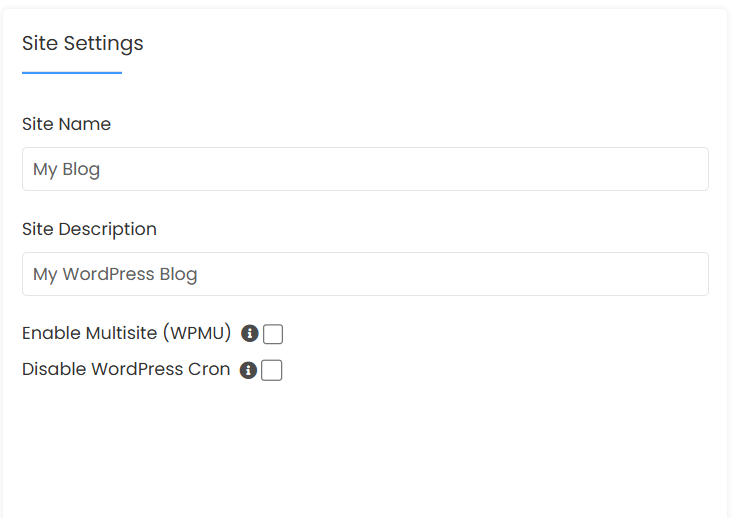 Site Settings
Site Name
My Blog
Site Description
My WordPress Blog
Enable Multisite (WPMU)
Disable WordPress Cron